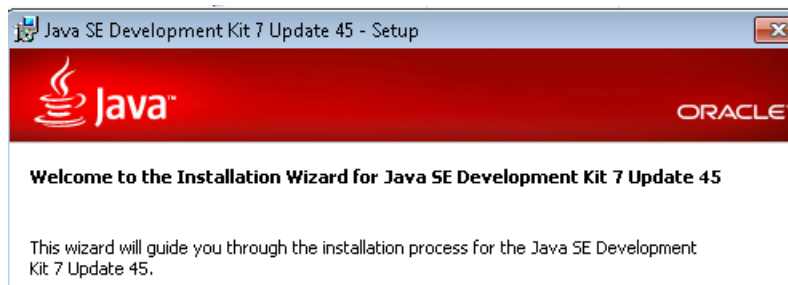 Java SE Development Kit 7 Update 45 - Setup
Java™
ORACLE
Welcome to the Installation Wizard for Java SE Development Kit 7 Update 45
This wizard will guide you through the installation process for the Java SE Development
Kit 7 Update 45.